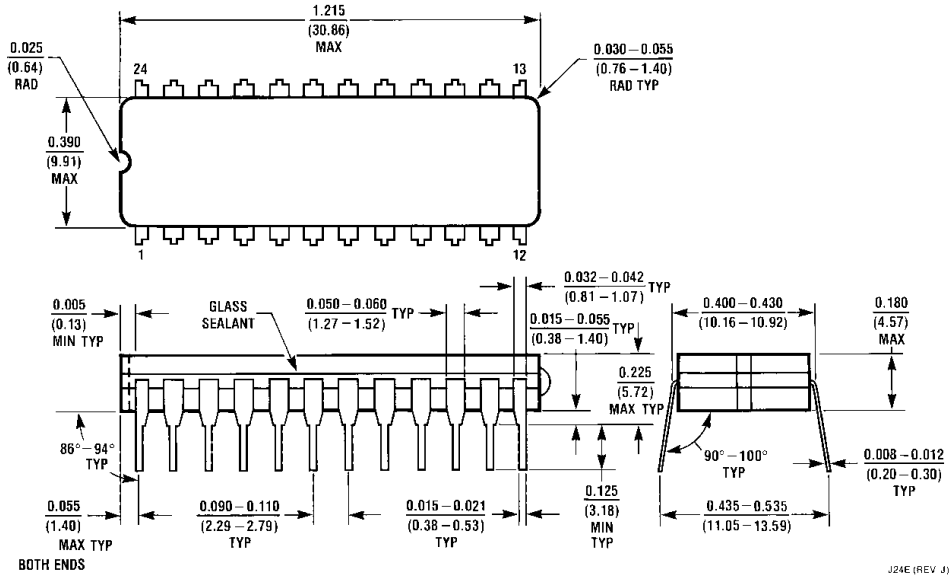 1.215
(30.86)
MAX
0.025
(0.64)
RAD
24
13
0.030–0.055
(0.76–1.40)
RAD TYP
0.390
(9.91)
MAX
1
12
0.005
(0.13)
MIN TYP
GLASS
SEALANT
0.050–0.060
(1.27–1.52)
TYP
0.032–0.042
(0.81–1.07)
TYP
0.015–0.055
(0.38–1.40)
TYP
0.400-0.430
(10.16–10.92)
0.180
(4.57)
MAX
0.225
(5.72)
MAX TYP
86°–94°
TYP
90°–100°
TYP
0.008–0.012
(0.20–0.30)
TYP
0.055
(1.40)
MAX TYP
BOTH ENDS
0.090–0.110
(2.29–2.79)
TYP
0.015–0.021
(0.38–0.53)
TYP
0.125
(3.18)
MIN
TYP
0.435-0.535
(11.05–13.59)
J24E (REV J)